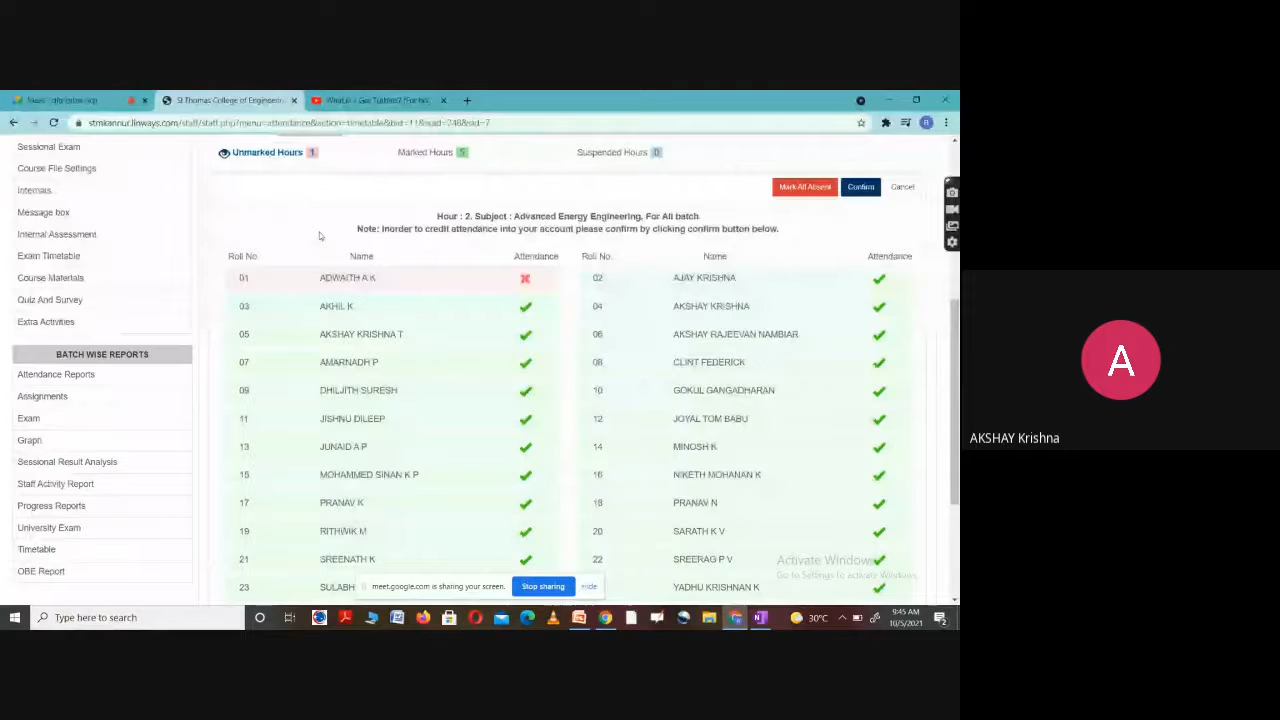 St Thomas College of Engineerin
What is a Gas Turbine? (For beg
stmkannur.linways.com/staff/staff.php?menu=attendance&action=timetable&
Sessional Exam
Course File Settings
Internals
Message box
Internal Assessment
Exam Timetable
Course Materials
Quiz And Survey
Extra Activities
BATCH WISE REPORTS
Attendance Reports
Assignments
Exam
Graph
Sessional Result Analysis
Staff Activity Report
Progress Reports
University Exam
Timetable
OBE Report
Unmarked Hours 1 Marked Hours 5 Suspended Hours 0
Mark All Absent Confirm Cancel
Hour : 2. Subject : Advanced Energy Engineering, For All batch
Note: Inorder to credit attendance into your account please confirm by clicking confirm button below.
Roll No Name Attendance Roll No. Name Attendance
01 ADWAITH A K 02 AJAY KRISHNA
03 AKHIL K 04 AKSHAY KRISHNA
05 AKSHAY KRISHNA T 06 AKSHAY RAJEEVAN NAMBIAR
07 AMARNADH P 08 CLINT FEDERICK
09 DHILJITH SURESH 10 GOKUL GANGADHARAN
11 JISHNU DILEEP 12 JOYAL TOM BABU
13 JUNAID A P 14 MINOSH K
15 MOHAMMED SINAN K P 16 NIKETH MOHANAN K
17 PRANAV K 18 PRANAV N
19 RITHWIK M 20 SARATH K V
21 SREENATH K 22 SREERAG P V
23 SULABH YADHU KRISHNAN K
Activate Windows
Go to Settings to activate Windows.
meet.google.com is sharing your screen. Stop sharing Hide
Type here to search
30°C
9:45 AM
10/5/2021
2
A
AKSHAY Krishna